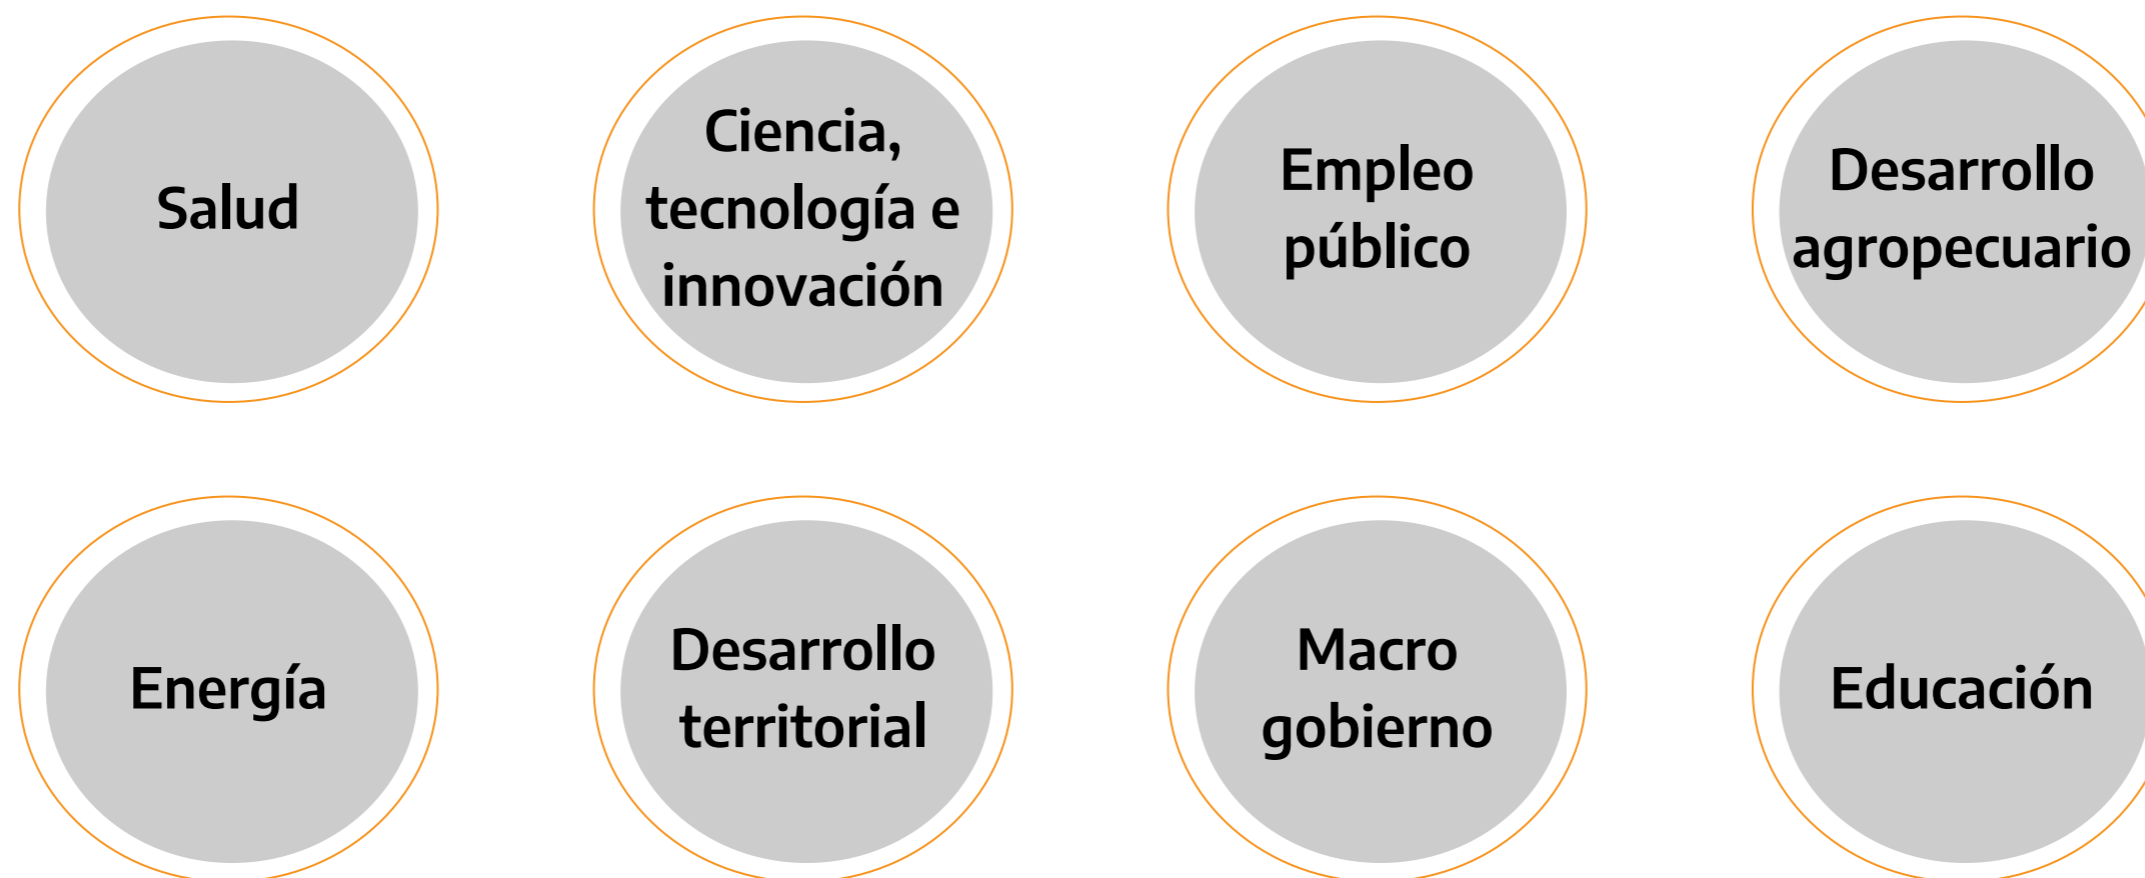 Salud
Ciencia,
tecnología e
innovación
Empleo
público
Desarrollo
agropecuario
Energía
Desarrollo
territorial
Macro
gobierno
Educación